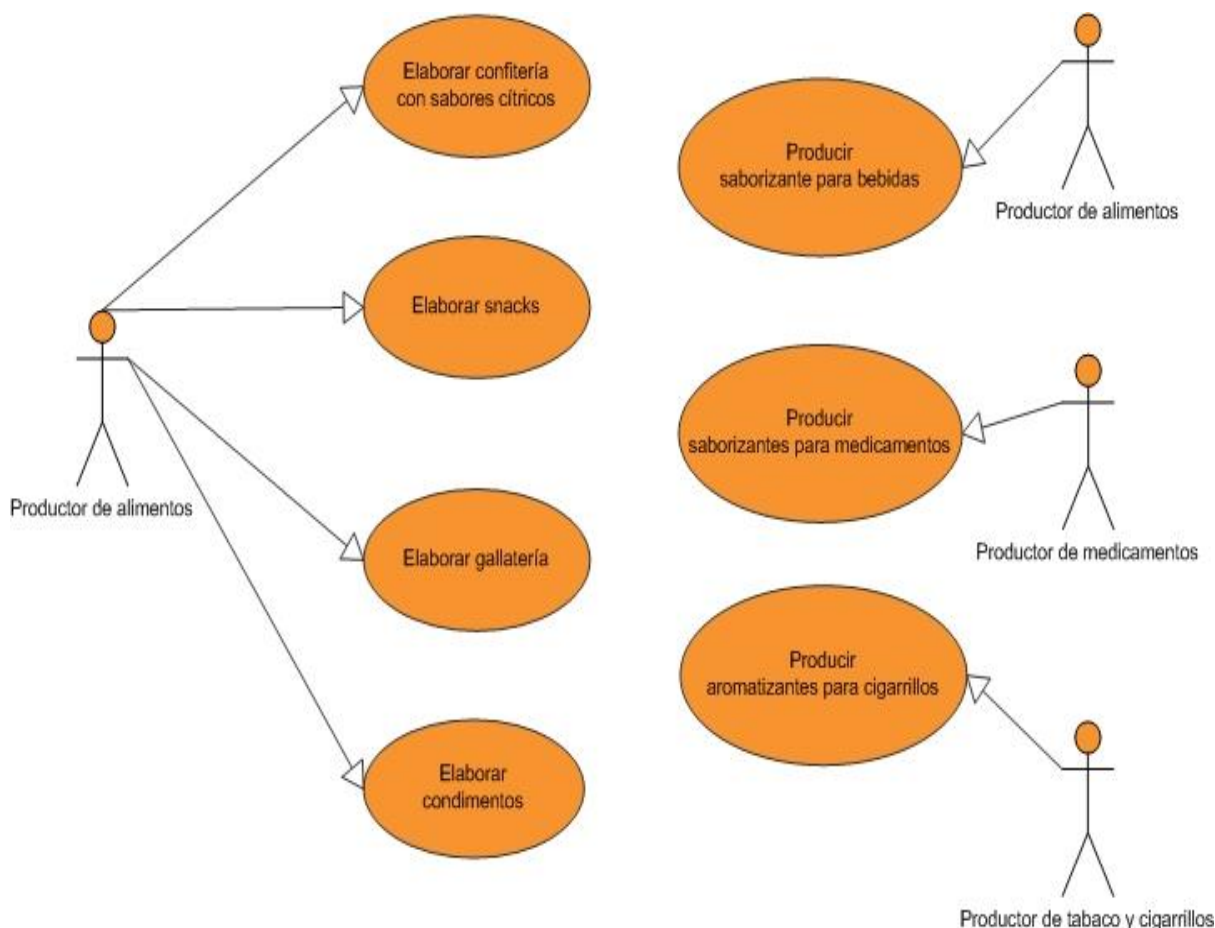 Elaborar confitería
con sabores cítricos
Elaborar snacks
Productor de alimentos
Elaborar gallatería
Elaborar
condimentos
Producir
saborizante para bebidas
Productor de alimentos
Producir
saborizantes para medicamentos
Productor de medicamentos
Producir
aromatizantes para cigarrillos
Productor de tabaco y cigarrillos